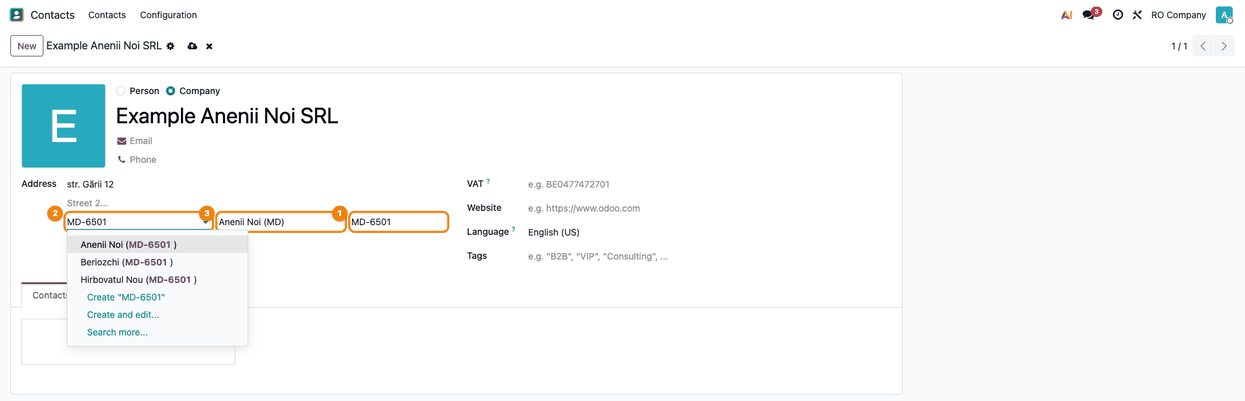 Contacts Contacts Configuration AI 3 RO Company A
New Example Anenii Noi SRL 1 / 1
E
Person Company
Example Anenii Noi SRL
Email
Phone
Address str. Gării 12
Street 2...
2 MD-6501 3 Anenii Noi (MD) 1 MD-6501
Anenii Noi (MD-6501 )
Beriozchi (MD-6501 )
Hirbovatul Nou (MD-6501 )
Create "MD-6501"
Create and edit...
Search more...
Contacts
VAT ? e.g. BE0477472701
Website e.g. https://www.odoo.com
Language ? English (US)
Tags e.g. "B2B", "VIP", "Consulting", ...